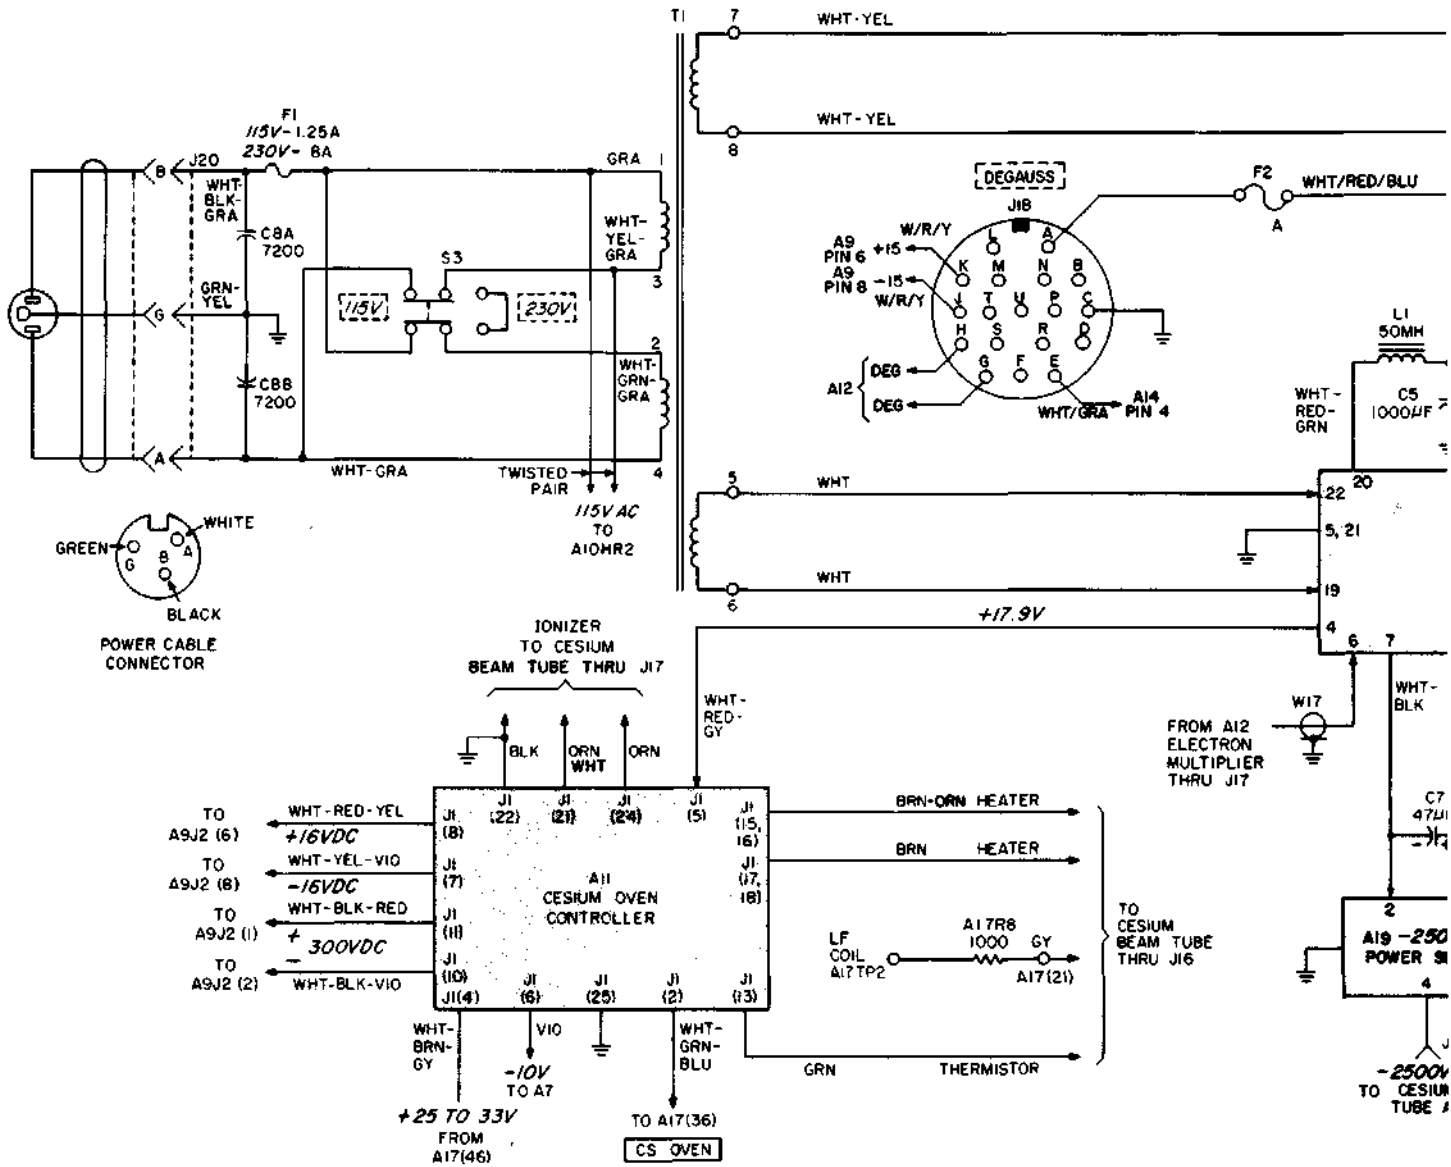 T1
7
WHT-YEL
WHT-YEL
8
F1
115V-1.25A
230V- 8A
B
J20
WHT-
BLK-
GRA
C8A
7200
GRN-
YEL
G
C8B
7200
A
GRA
1
WHT-
YEL-
GRA
3
S3
115V
230V
2
WHT-
GRN-
GRA
WHT-GRA
4
TWISTED
PAIR
115V AC
TO
A10HR2
DEGAUSS
J18
F2
A
WHT/RED/BLU
W/R/Y
A9
PIN 6 +15
A9
PIN 8 -15
W/R/Y
L A
K M N B
J T U P C
H S R D
G F E
A12
DEG
DEG
WHT/GRA
A14
PIN 4
L1
50MH
WHT-
RED-
GRN
C5
1000µF
20
5
WHT
22
5, 21
WHT
19
6
+17.9V
4
6 7
WHITE
GREEN
G
B
A
BLACK
POWER CABLE
CONNECTOR
IONIZER
TO CESIUM
BEAM TUBE THRU J17
BLK
ORN
WHT
ORN
WHT-
RED-
GY
W17
WHT-
BLK
FROM A12
ELECTRON
MULTIPLIER
THRU J17
C7
TO
A9J2 (6)
WHT-RED-YEL
+16VDC
TO
A9J2 (8)
WHT-YEL-VIO
-16VDC
TO
A9J2 (1)
WHT-BLK-RED
+
300VDC
-
TO
A9J2 (2)
WHT-BLK-VIO
J1
(8)
J1
(22)
J1
(21)
J1
(24)
J1
(5)
J1
(15,
16)
J1
(7)
J1
(17,
18)
J1
(11)
J1
(10)
J1(4)
J1
(6)
J1
(25)
J1
(2)
J1
(13)
A11
CESIUM OVEN
CONTROLLER
BRN-ORN HEATER
BRN HEATER
LF
COIL
A17TP2
A17R8
1000
GY
A17(21)
TO
CESIUM
BEAM TUBE
THRU J16
GRN THERMISTOR
WHT-
BRN-
GY
VIO
-10V
TO A7
WHT-
GRN-
BLU
+25 TO 33V
FROM
A17(46)
TO A17(36)
CS OVEN
2
A19 -250
POWER
4
-2500V
TO CESIUM
TUBE